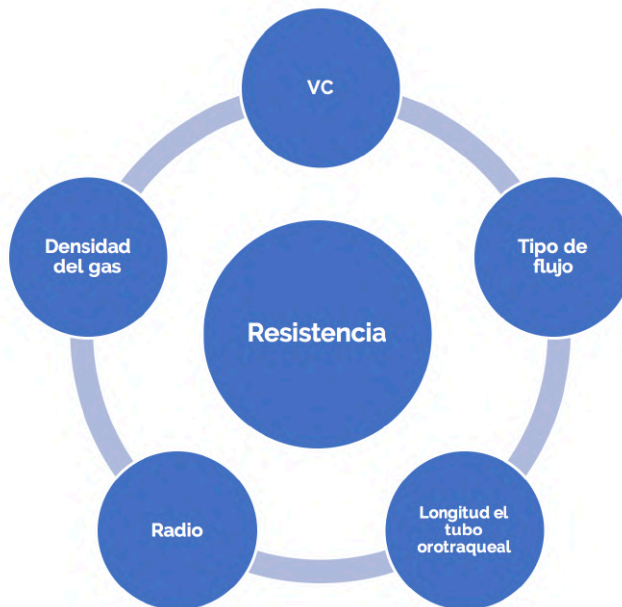 VC
Tipo de
flujo
Longitud el
tubo
orotraqueal
Radio
Densidad
del gas
Resistencia